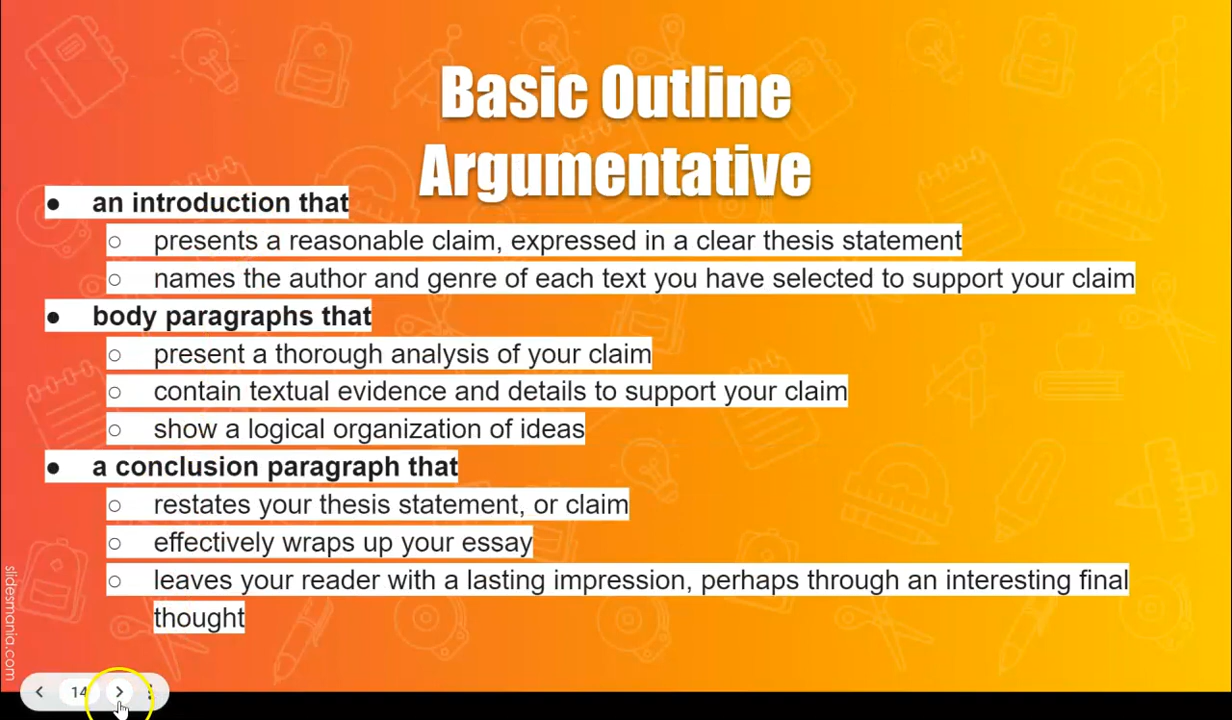 Basic Outline
Argumentative
● an introduction that
○ presents a reasonable claim, expressed in a clear thesis statement
○ names the author and genre of each text you have selected to support your claim
● body paragraphs that
○ present a thorough analysis of your claim
○ contain textual evidence and details to support your claim
○ show a logical organization of ideas
● a conclusion paragraph that
○ restates your thesis statement, or claim
○ effectively wraps up your essay
○ leaves your reader with a lasting impression, perhaps through an interesting final
thought
slidesmania.com
14